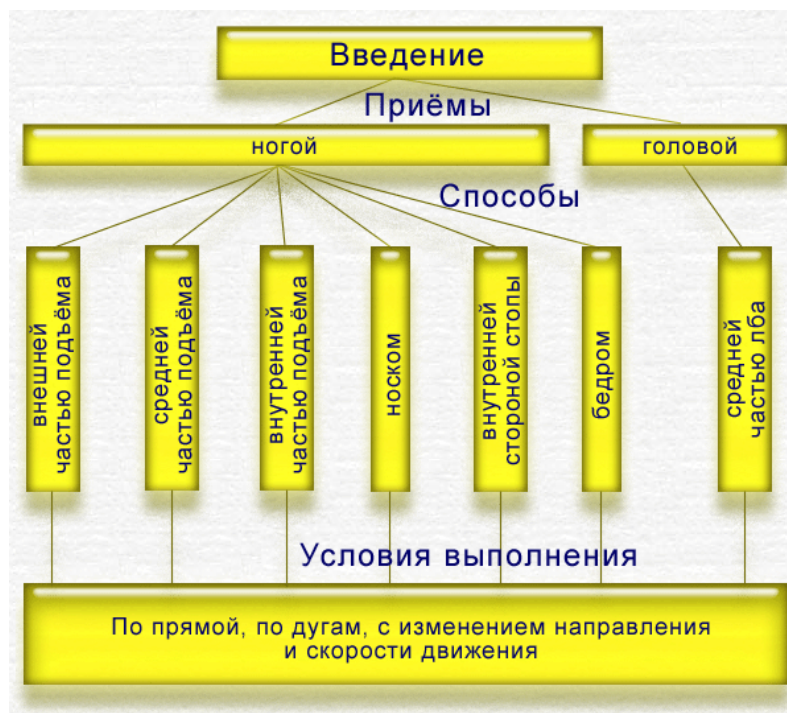 Введение
Приёмы
ногой
головой
Способы
внешней
частью подъёма
средней
частью подъёма
внутренней
частью подъёма
носком
внутренней
стороной стопы
бедром
средней
частью лба
Условия выполнения
По прямой, по дугам, с изменением направления
и скорости движения